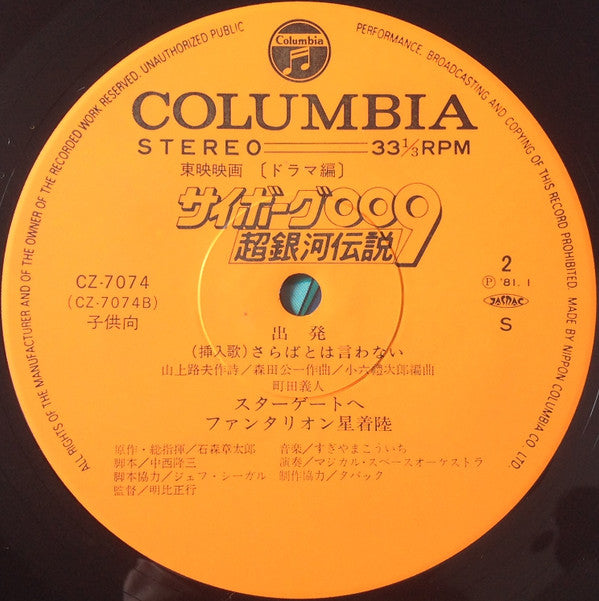 ALL RIGHTS OF THE MANUFACTURER AND OF THE OWNER OF THE RECORDED WORK RESERVED. UNAUTHORIZED PUBLIC PERFORMANCE, BROADCASTING AND COPYING OF THIS RECORD PROHIBITED. MADE BY NIPPON COLUMBIA CO. LTD.
Columbia
COLUMBIA
STEREO 33 1/3 RPM
東映映画 〔ドラマ編〕
サイボーグ009
超銀河伝説
CZ-7074
(CZ-7074B)
子供向
2
Ⓟ '81. 1
JASRAC
S
出発
(挿入歌)さらばとは言わない
山上路夫作詩/森田公一作曲/小六禮次郎編曲
町田義人
スターゲートへ
ファンタリオン星着陸
原作・総指揮/石森章太郎 音楽/すぎやまこういち
脚本/中西隆三 演奏/マジカル・スペースオーケストラ
脚本協力/ジェフ・シーガル 制作協力/タバック
監督/明比正行